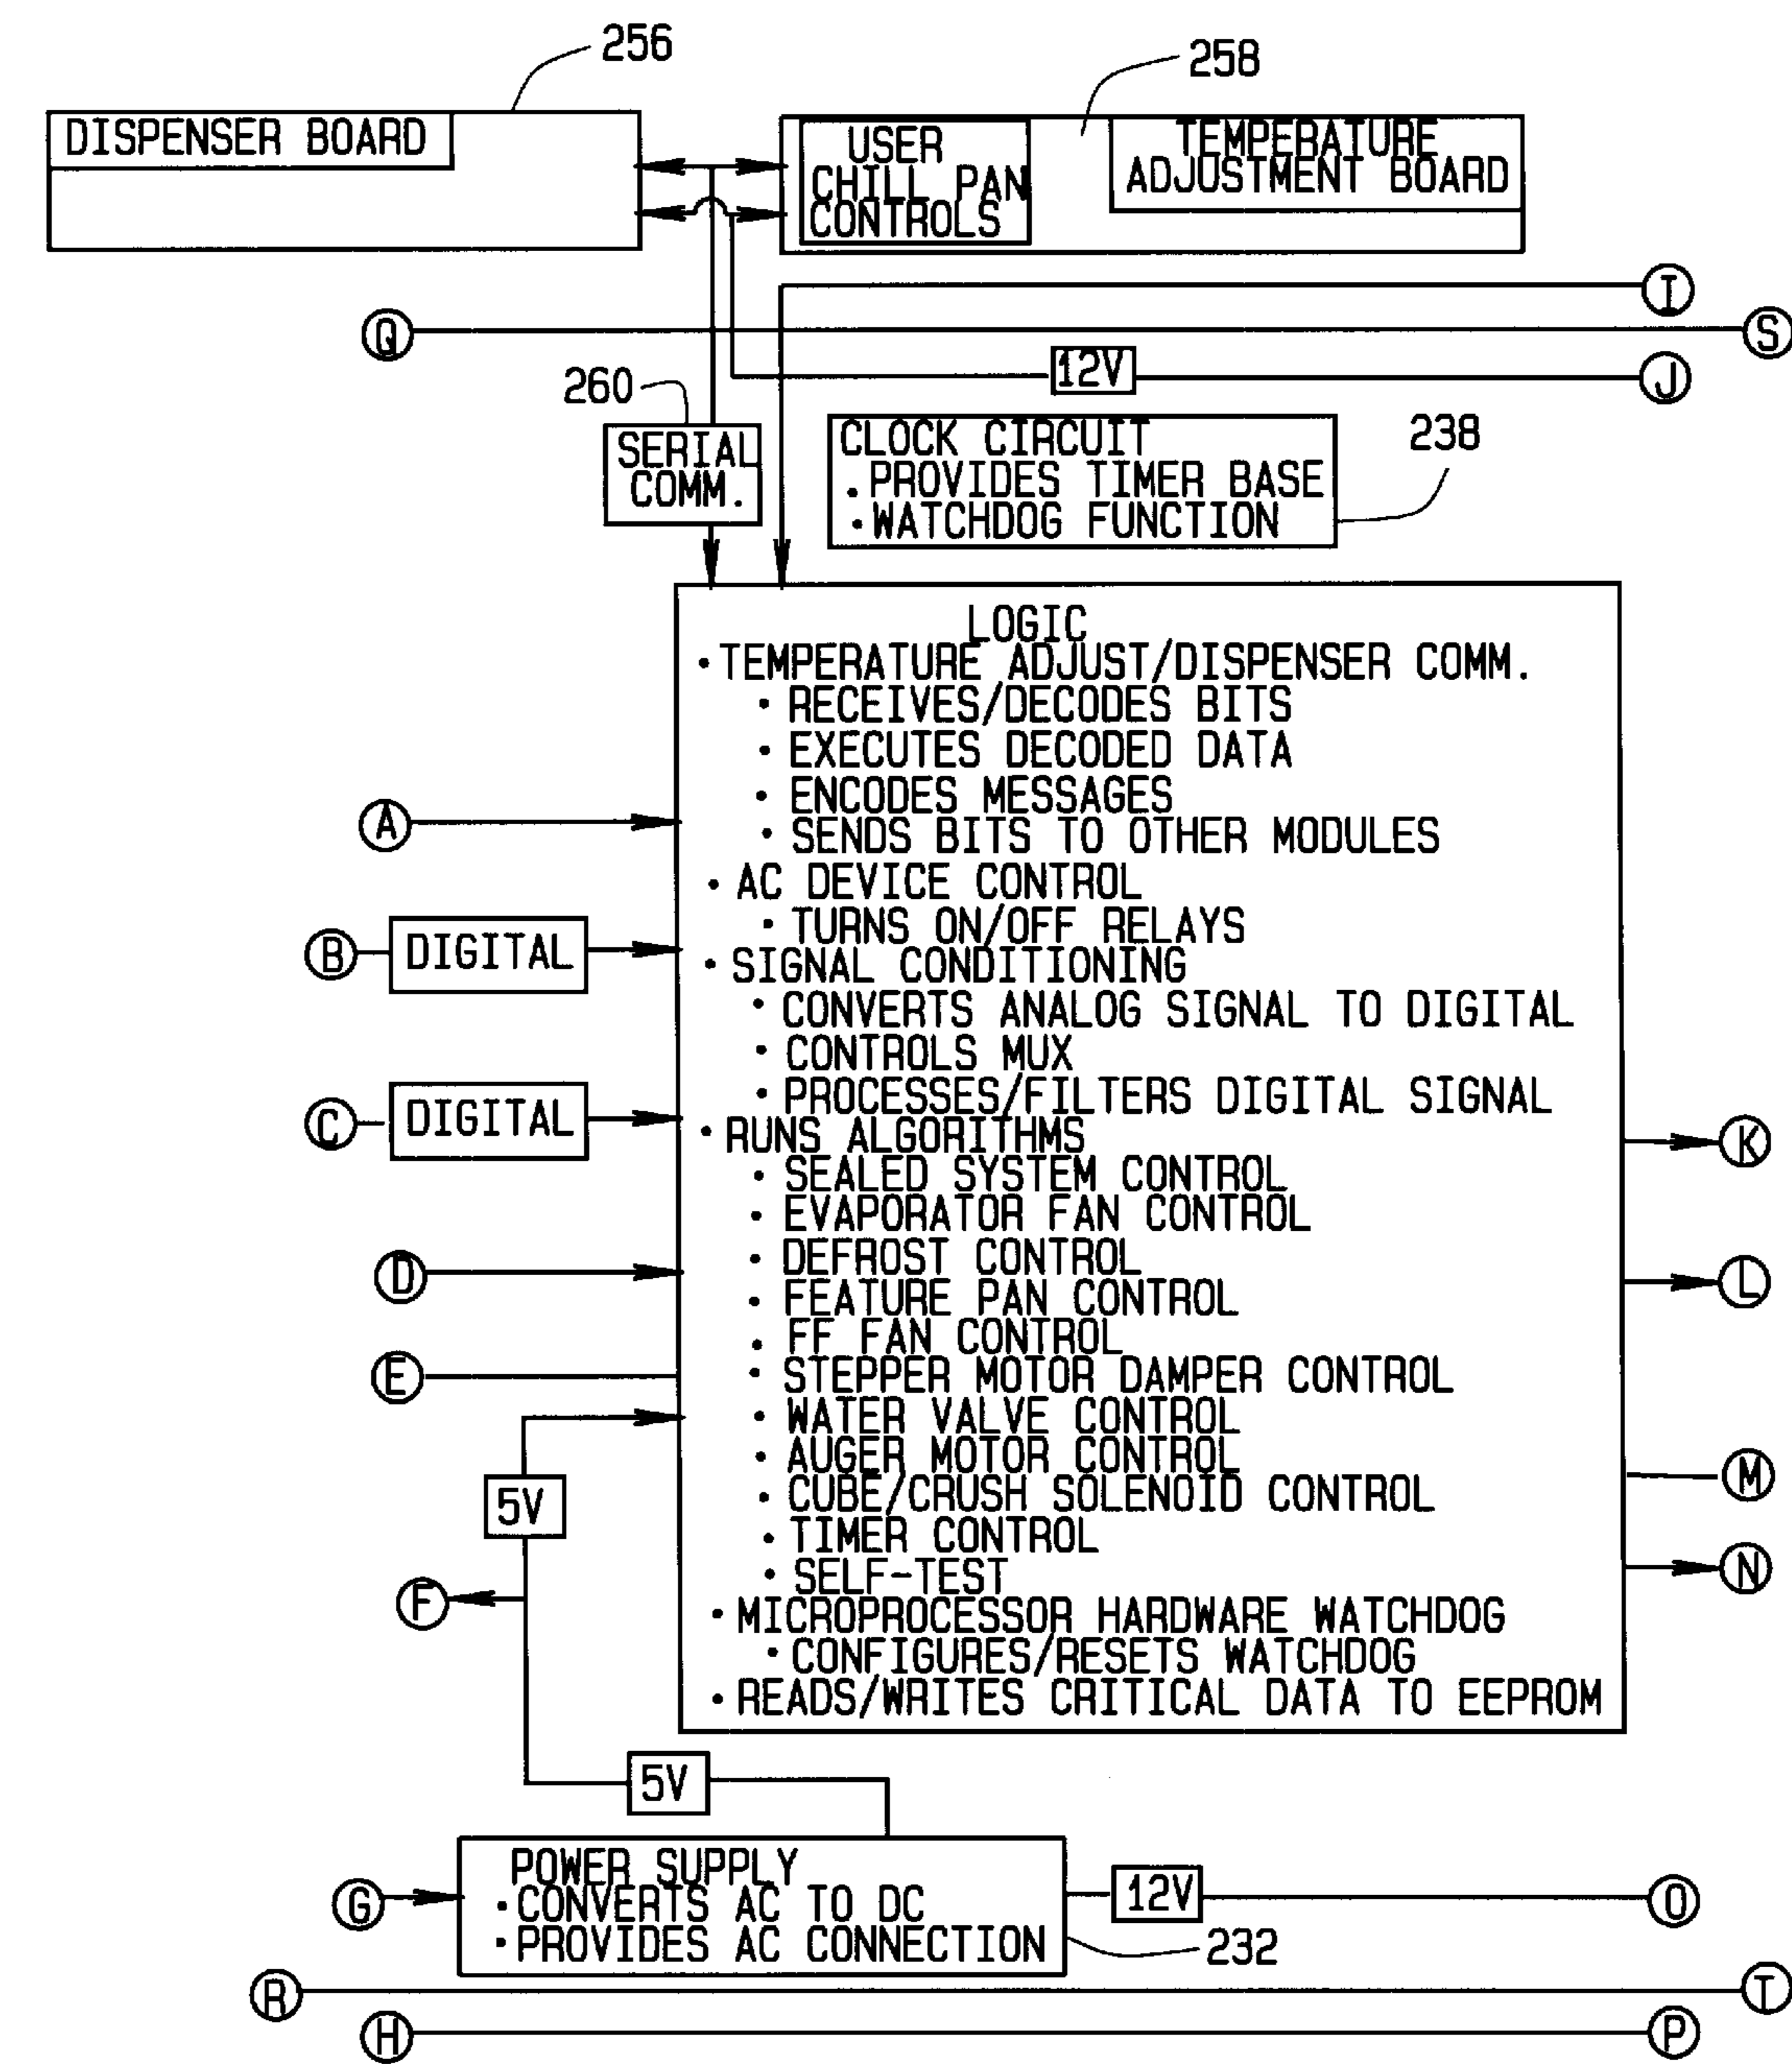 256
258
DISPENSER BOARD
USER
CHILL PAN
CONTROLS
TEMPERATURE
ADJUSTMENT BOARD
I
Q
S
12V
J
260
SERIAL
COMM.
CLOCK CIRCUIT
• PROVIDES TIMER BASE
• WATCHDOG FUNCTION
238
LOGIC
• TEMPERATURE ADJUST/DISPENSER COMM.
• RECEIVES/DECODES BITS
• EXECUTES DECODED DATA
• ENCODES MESSAGES
• SENDS BITS TO OTHER MODULES
• AC DEVICE CONTROL
• TURNS ON/OFF RELAYS
• SIGNAL CONDITIONING
• CONVERTS ANALOG SIGNAL TO DIGITAL
• CONTROLS MUX
• PROCESSES/FILTERS DIGITAL SIGNAL
• RUNS ALGORITHMS
• SEALED SYSTEM CONTROL
• EVAPORATOR FAN CONTROL
• DEFROST CONTROL
• FEATURE PAN CONTROL
• FF FAN CONTROL
• STEPPER MOTOR DAMPER CONTROL
• WATER VALVE CONTROL
• AUGER MOTOR CONTROL
• CUBE/CRUSH SOLENOID CONTROL
• TIMER CONTROL
• SELF-TEST
• MICROPROCESSOR HARDWARE WATCHDOG
• CONFIGURES/RESETS WATCHDOG
• READS/WRITES CRITICAL DATA TO EEPROM
A
B
DIGITAL
C
DIGITAL
D
E
5V
F
K
L
M
N
5V
POWER SUPPLY
• CONVERTS AC TO DC
• PROVIDES AC CONNECTION
G
12V
O
232
R
T
H
P